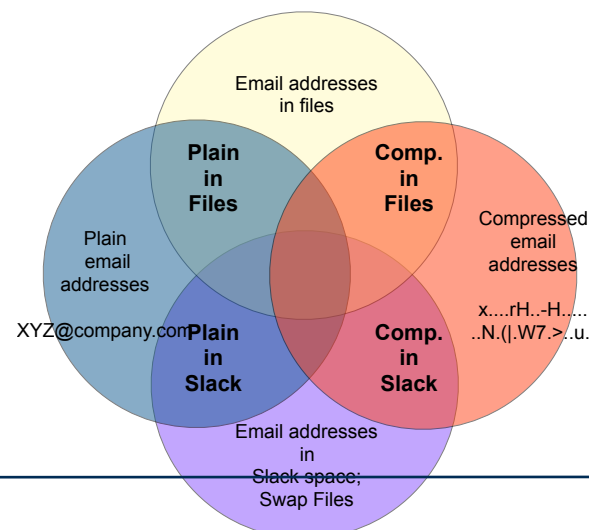 Email addresses
in files
Plain
in
Files
Comp.
in
Files
Plain
email
addresses
XYZ@company.com
Compressed
email
addresses
x....rH..-H.....
..N.(|.W7.>..u.
Plain
in
Slack
Comp.
in
Slack
Email addresses
in
Slack space;
Swap Files